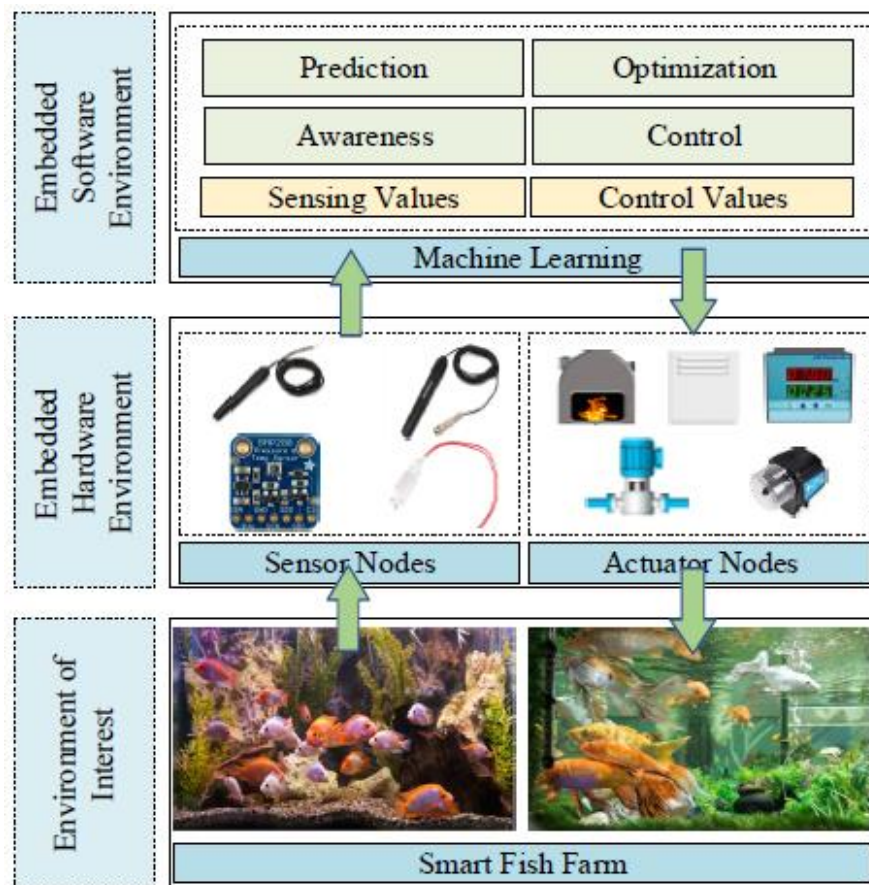 Embedded
Software
Environment
Prediction
Optimization
Awareness
Control
Sensing Values
Control Values
Machine Learning
Embedded
Hardware
Environment
BMP280
Sensor Nodes
Actuator Nodes
Environment of
Interest
Smart Fish Farm